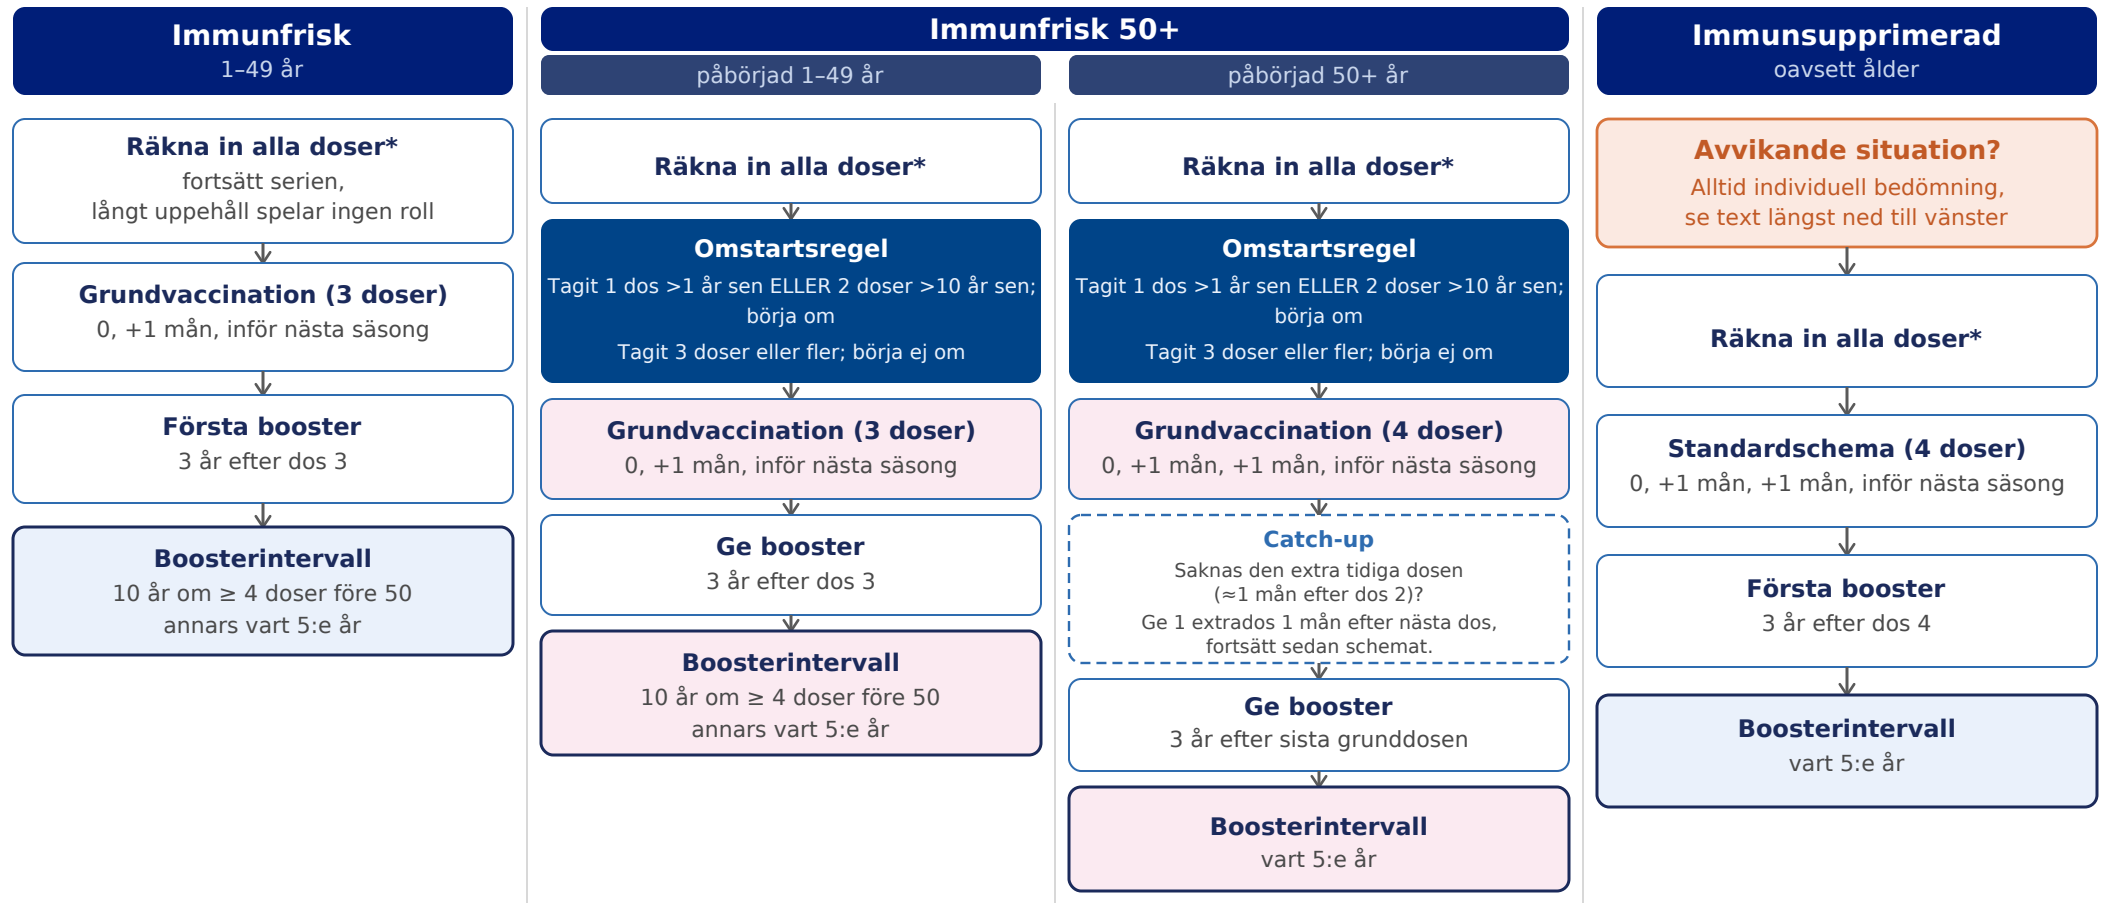 Immunfrisk
1–49 år
Räkna in alla doser*
fortsätt serien,
långt uppehåll spelar ingen roll
Grundvaccination (3 doser)
0, +1 mån, inför nästa säsong
Första booster
3 år efter dos 3
Boosterintervall
10 år om ≥ 4 doser före 50
annars vart 5:e år
Immunfrisk 50+
påbörjad 1–49 år
Räkna in alla doser*
Omstartsregel
Tagit 1 dos >1 år sen ELLER 2 doser >10 år sen;
börja om
Tagit 3 doser eller fler; börja ej om
Grundvaccination (3 doser)
0, +1 mån, inför nästa säsong
Ge booster
3 år efter dos 3
Boosterintervall
10 år om ≥ 4 doser före 50
annars vart 5:e år
påbörjad 50+ år
Räkna in alla doser*
Omstartsregel
Tagit 1 dos >1 år sen ELLER 2 doser >10 år sen;
börja om
Tagit 3 doser eller fler; börja ej om
Grundvaccination (4 doser)
0, +1 mån, +1 mån, inför nästa säsong
Catch-up
Saknas den extra tidiga dosen
(≈1 mån efter dos 2)?
Ge 1 extrados 1 mån efter nästa dos,
fortsätt sedan schemat.
Ge booster
3 år efter sista grunddosen
Boosterintervall
vart 5:e år
Immunsupprimerad
oavsett ålder
Avvikande situation?
Alltid individuell bedömning,
se text längst ned till vänster
Räkna in alla doser*
Standardschema (4 doser)
0, +1 mån, +1 mån, inför nästa säsong
Första booster
3 år efter dos 4
Boosterintervall
vart 5:e år